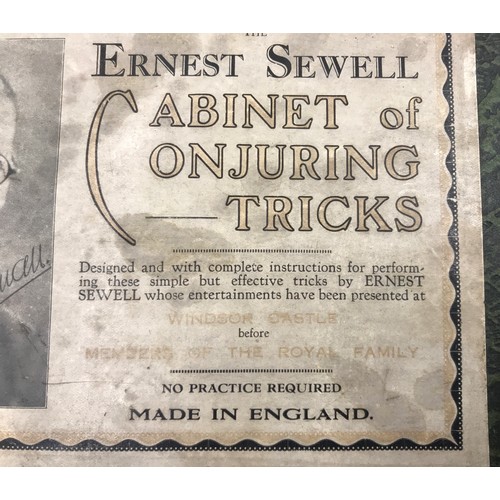 THE
ERNEST SEWELL
CABINET of
CONJURING
TRICKS
Designed and with complete instructions for perform-
ing these simple but effective tricks by ERNEST
SEWELL whose entertainments have been presented at
WINDSOR CASTLE
before
MEMBERS OF THE ROYAL FAMILY
NO PRACTICE REQUIRED
MADE IN ENGLAND.